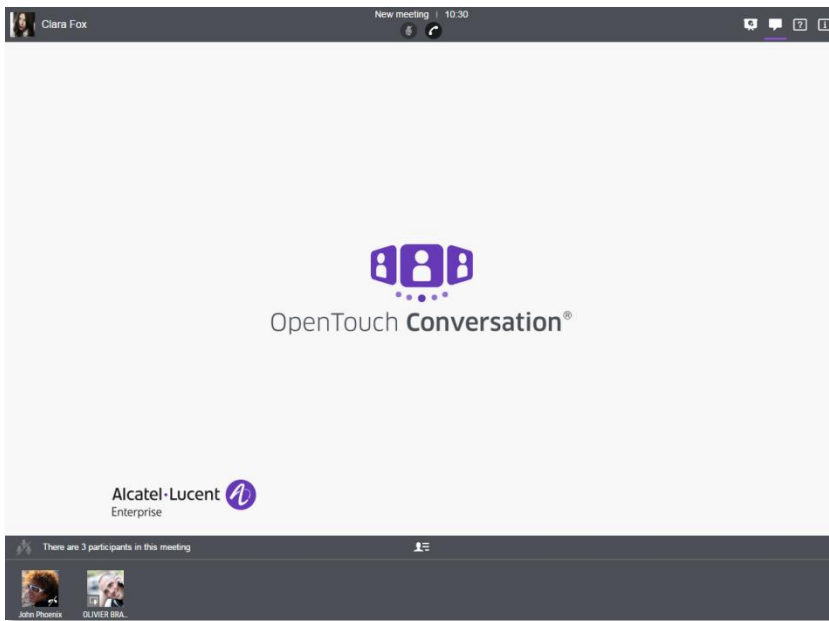 Clara Fox
New meeting | 10:30
OpenTouch Conversation®
Alcatel·Lucent
Enterprise
There are 3 participants in this meeting
John Phoenix
OLIVIER BRA..